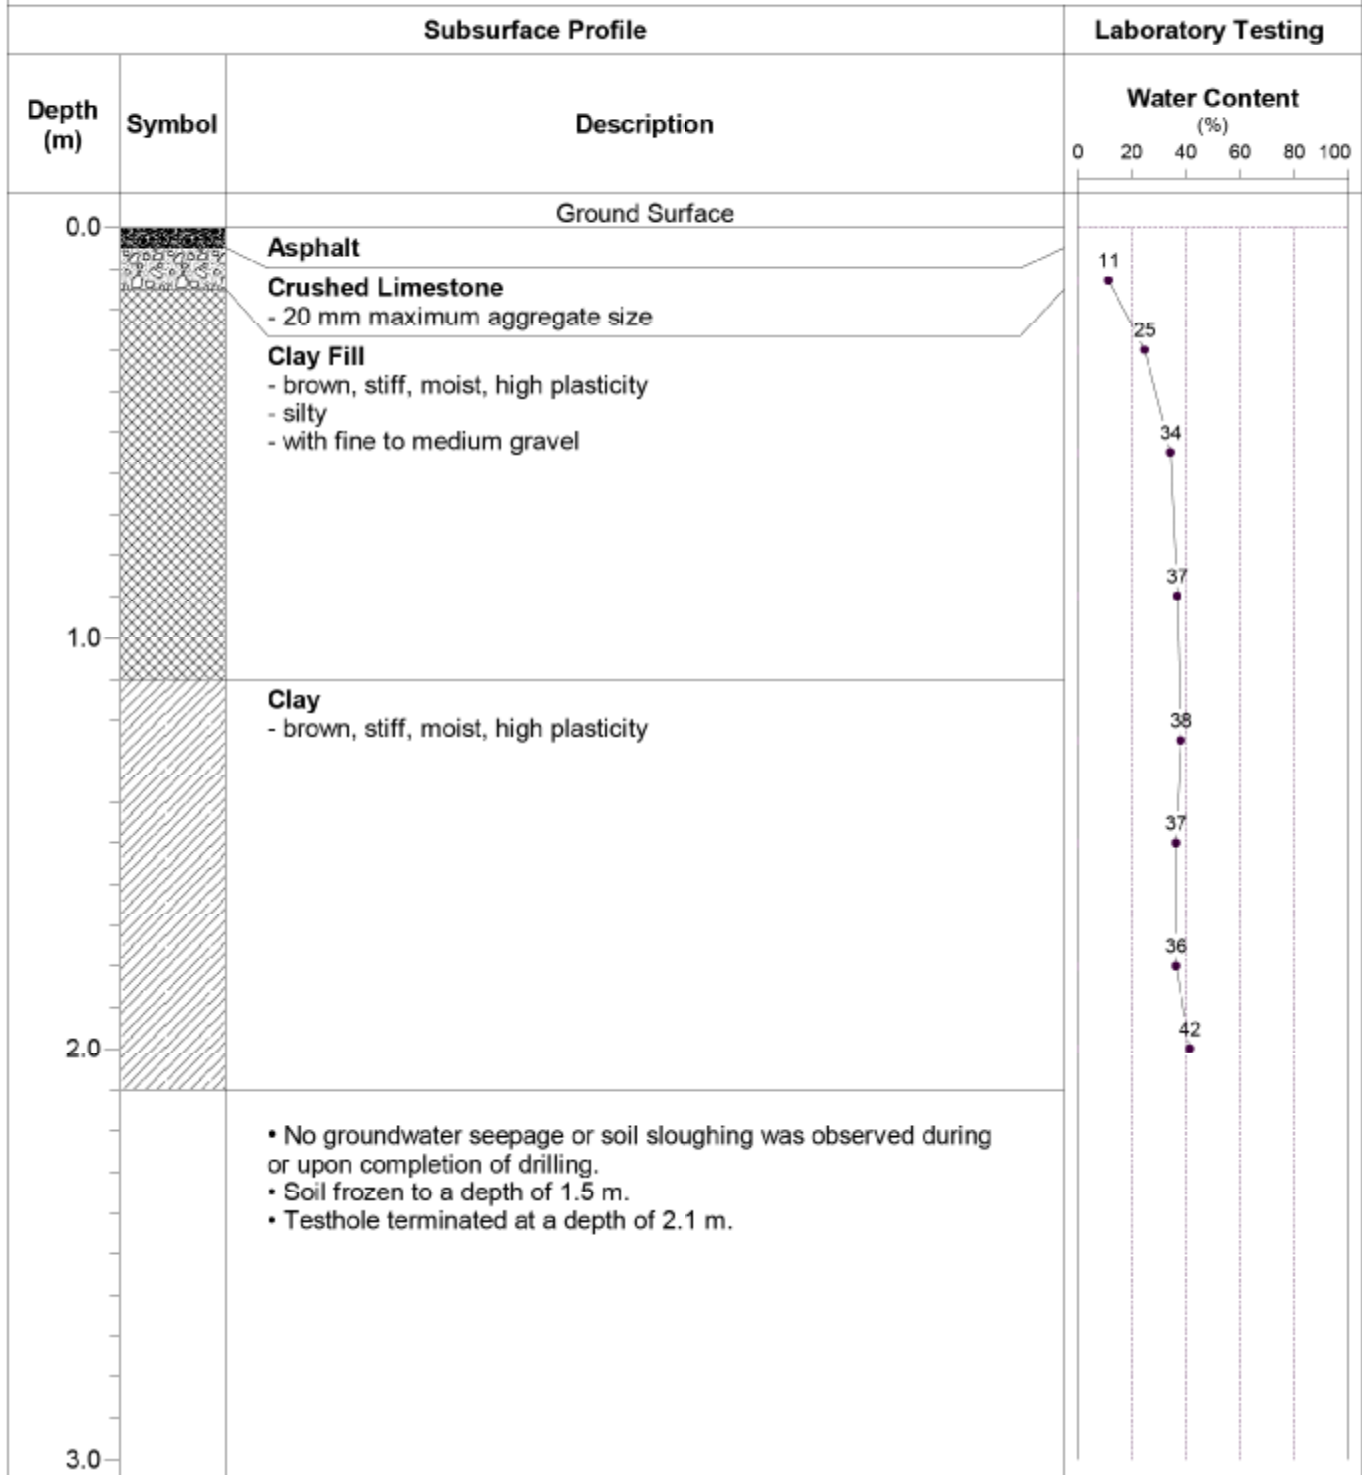 Subsurface Profile
Laboratory Testing
Depth
(m)
Symbol
Description
Water Content
(%)
0 20 40 60 80 100
Ground Surface
0.0
Asphalt
11
Crushed Limestone
- 20 mm maximum aggregate size
25
Clay Fill
- brown, stiff, moist, high plasticity
- silty
- with fine to medium gravel
34
37
1.0
Clay
- brown, stiff, moist, high plasticity
38
37
36
42
2.0
• No groundwater seepage or soil sloughing was observed during
or upon completion of drilling.
• Soil frozen to a depth of 1.5 m.
• Testhole terminated at a depth of 2.1 m.
3.0